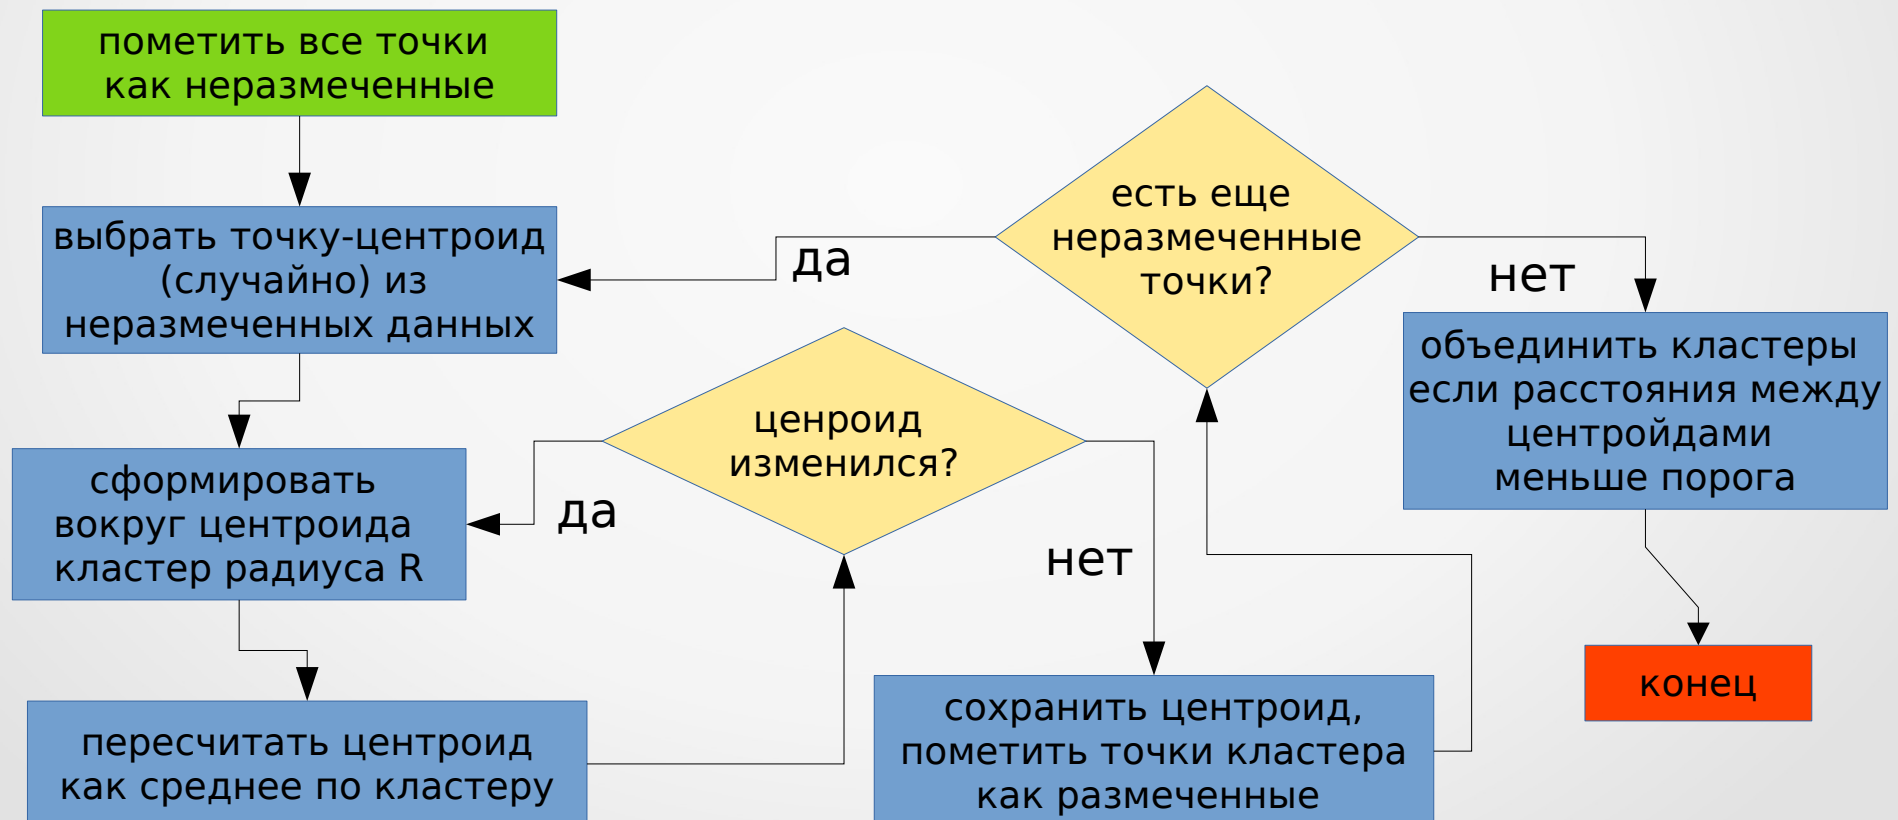 пометить все точки
как неразмеченные
выбрать точку-центроид
(случайно) из
неразмеченных данных
сформировать
вокруг центроида
кластер радиуса R
пересчитать центроид
как среднее по кластеру
ценроид
изменился?
да
нет
сохранить центроид,
пометить точки кластера
как размеченные
есть еще
неразмеченные
точки?
да
нет
объединить кластеры
если расстояния между
центройдами
меньше порога
конец